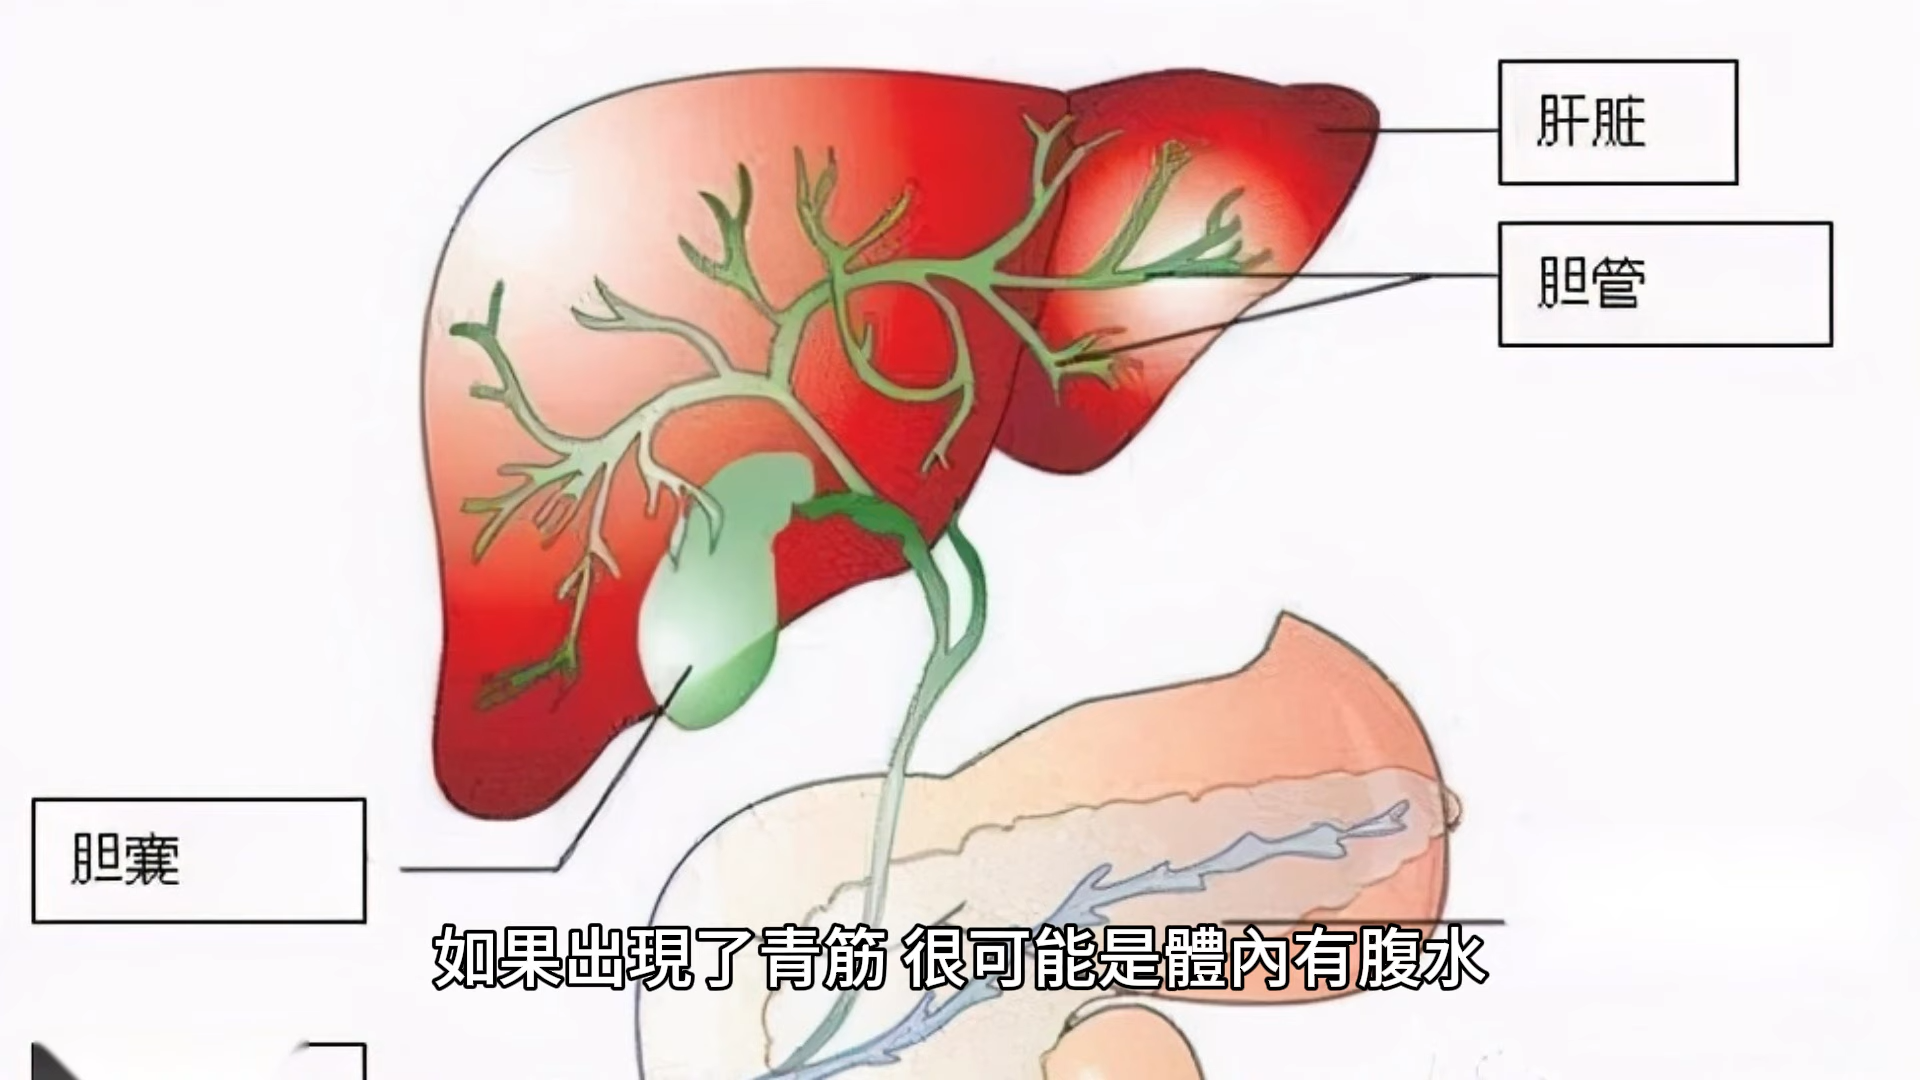 肝脏
胆管
胆囊
如果出現了青筋 很可能是體內有腹水